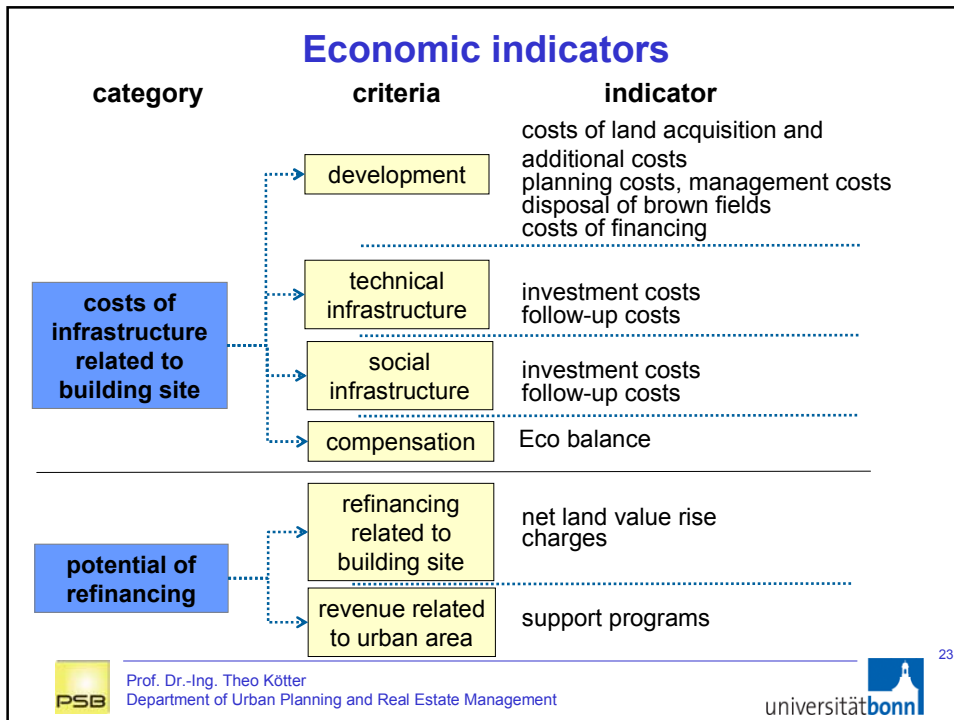 Economic indicators
category criteria indicator
costs of land acquisition and
additional costs
development
planning costs, management costs
disposal of brown fields
costs of financing
costs of
infrastructure
related to
building site
technical
infrastructure
investment costs
follow-up costs
social
infrastructure
investment costs
follow-up costs
compensation
Eco balance
potential of
refinancing
refinancing
related to
building site
net land value rise
charges
revenue related
to urban area
support programs
23
PSB
Prof. Dr.-Ing. Theo Kötter
Department of Urban Planning and Real Estate Management
universitätbonn